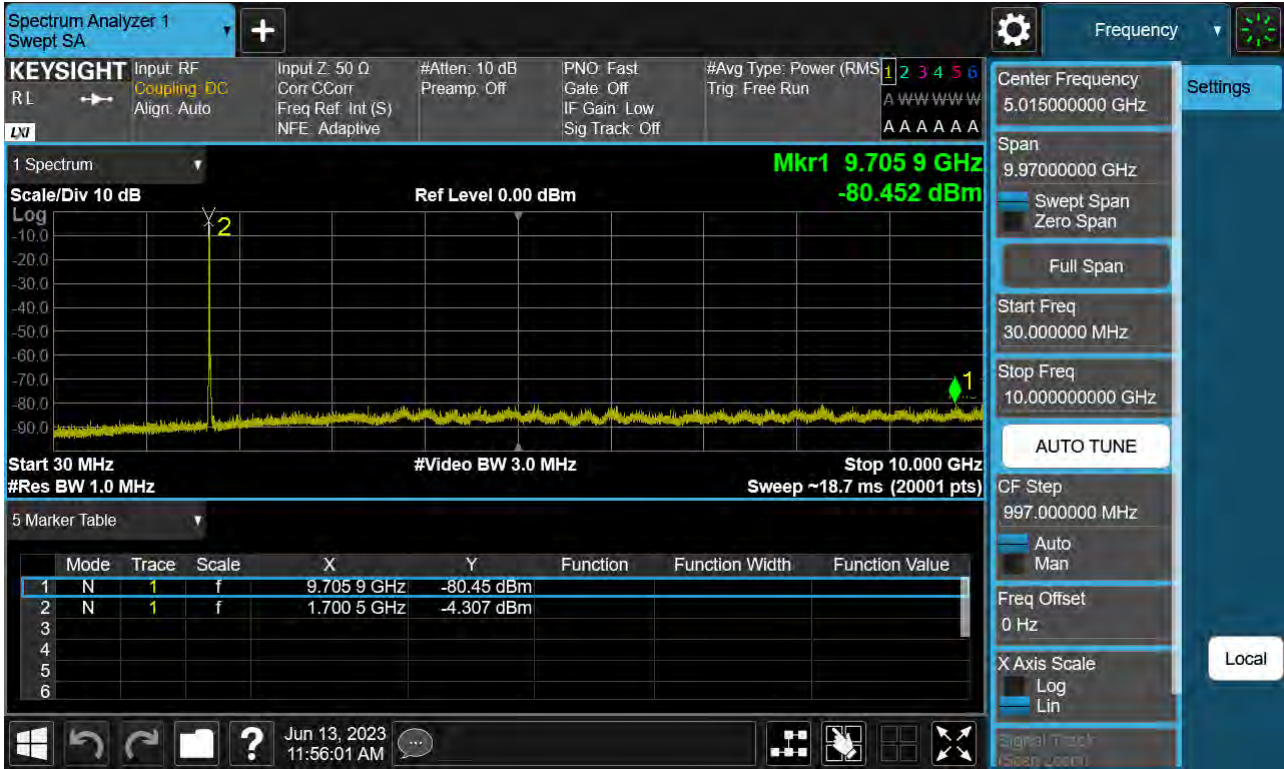 Spectrum Analyzer 1
Swept SA
+
Frequency
KEYSIGHT
R L
LXI
Input: RF
Coupling: DC
Align: Auto
Input Z: 50 Ω
Corr CCorr
Freq Ref: Int (S)
NFE: Adaptive
#Atten: 10 dB
Preamp: Off
PNO: Fast
Gate: Off
IF Gain: Low
Sig Track: Off
#Avg Type: Power (RMS
Trig: Free Run
1 2 3 4 5 6
A W W W W W
A A A A A A
1 Spectrum
Mkr1 9.705 9 GHz
-80.452 dBm
Scale/Div 10 dB
Ref Level 0.00 dBm
Log
-10.0
-20.0
-30.0
-40.0
-50.0
-60.0
-70.0
-80.0
-90.0
2
1
Start 30 MHz
#Video BW 3.0 MHz
Stop 10.000 GHz
#Res BW 1.0 MHz
Sweep ~18.7 ms (20001 pts)
5 Marker Table
Mode Trace Scale X Y Function Function Width Function Value
1 N 1 f 9.705 9 GHz -80.45 dBm
2 N 1 f 1.700 5 GHz -4.307 dBm
3
4
5
6
Center Frequency
5.015000000 GHz
Settings
Span
9.97000000 GHz
Swept Span
Zero Span
Full Span
Start Freq
30.000000 MHz
Stop Freq
10.000000000 GHz
AUTO TUNE
CF Step
997.000000 MHz
Auto
Man
Freq Offset
0 Hz
X Axis Scale
Log
Lin
Signal Track
(Span Zoom)
Local
?
Jun 13, 2023
11:56:01 AM